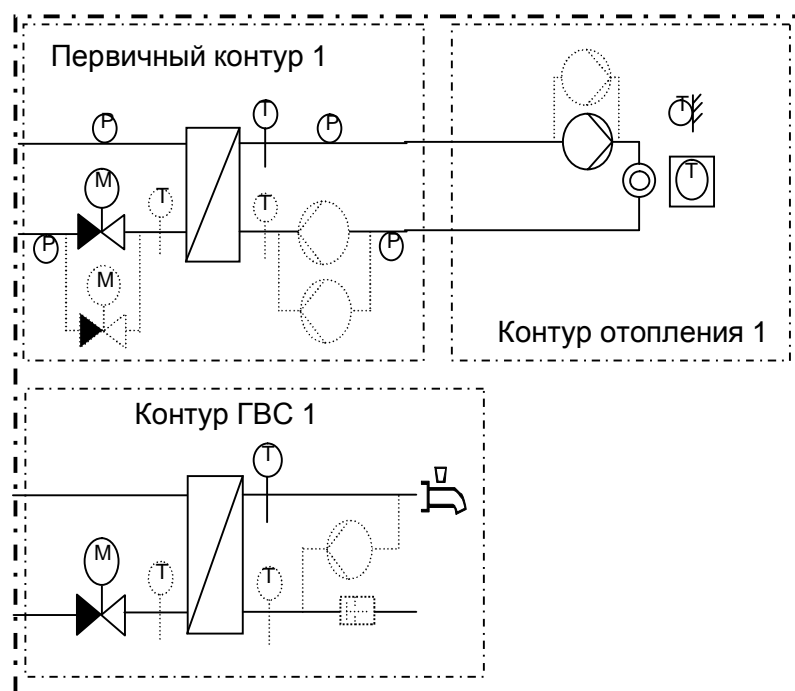 Первичный контур 1
P
T
P
T
M
T
T
T
P
P
M
Контур отопления 1
Контур ГВС 1
T
M
T
T